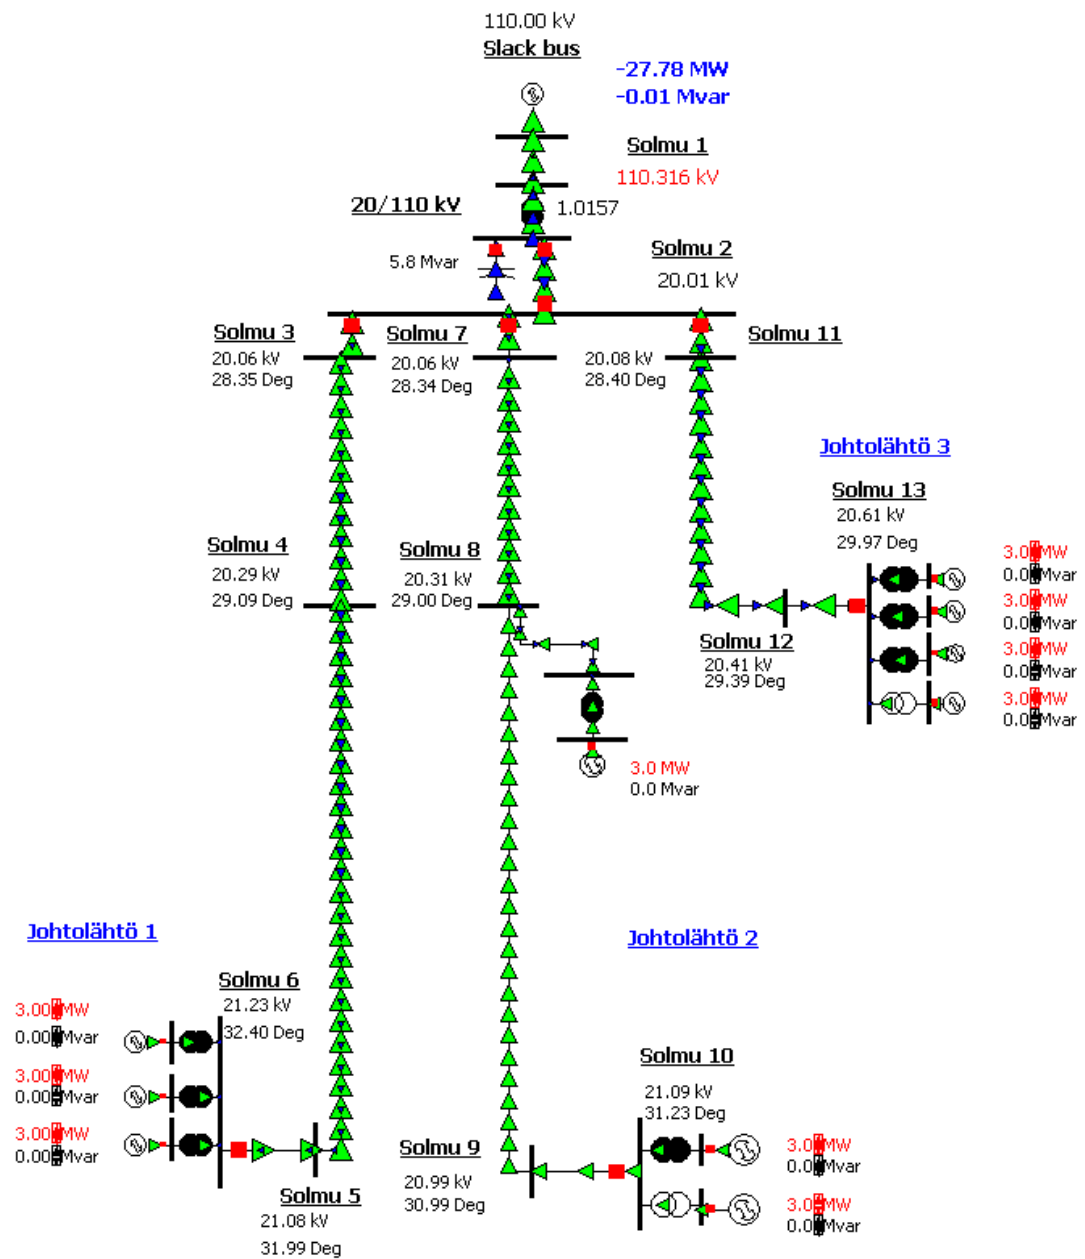 110.00 kV
Slack bus
-27.78 MW
-0.01 Mvar
Solmu 1
110.316 kV
20/110 kV
1.0157
5.8 Mvar
Solmu 2
20.01 kV
Solmu 3
20.06 kV
28.35 Deg
Solmu 7
20.06 kV
28.34 Deg
Solmu 11
20.08 kV
28.40 Deg
Johtolähtö 3
Solmu 13
20.61 kV
29.97 Deg
3.0 MW
0.0 Mvar
3.0 MW
0.0 Mvar
3.0 MW
0.0 Mvar
3.0 MW
0.0 Mvar
Solmu 4
20.29 kV
29.09 Deg
Solmu 8
20.31 kV
29.00 Deg
Solmu 12
20.41 kV
29.39 Deg
3.0 MW
0.0 Mvar
Johtolähtö 1
Johtolähtö 2
Solmu 6
21.23 kV
32.40 Deg
3.00 MW
0.00 Mvar
3.00 MW
0.00 Mvar
3.00 MW
0.00 Mvar
Solmu 5
21.08 kV
31.99 Deg
Solmu 9
20.99 kV
30.99 Deg
Solmu 10
21.09 kV
31.23 Deg
3.0 MW
0.0 Mvar
3.0 MW
0.0 Mvar